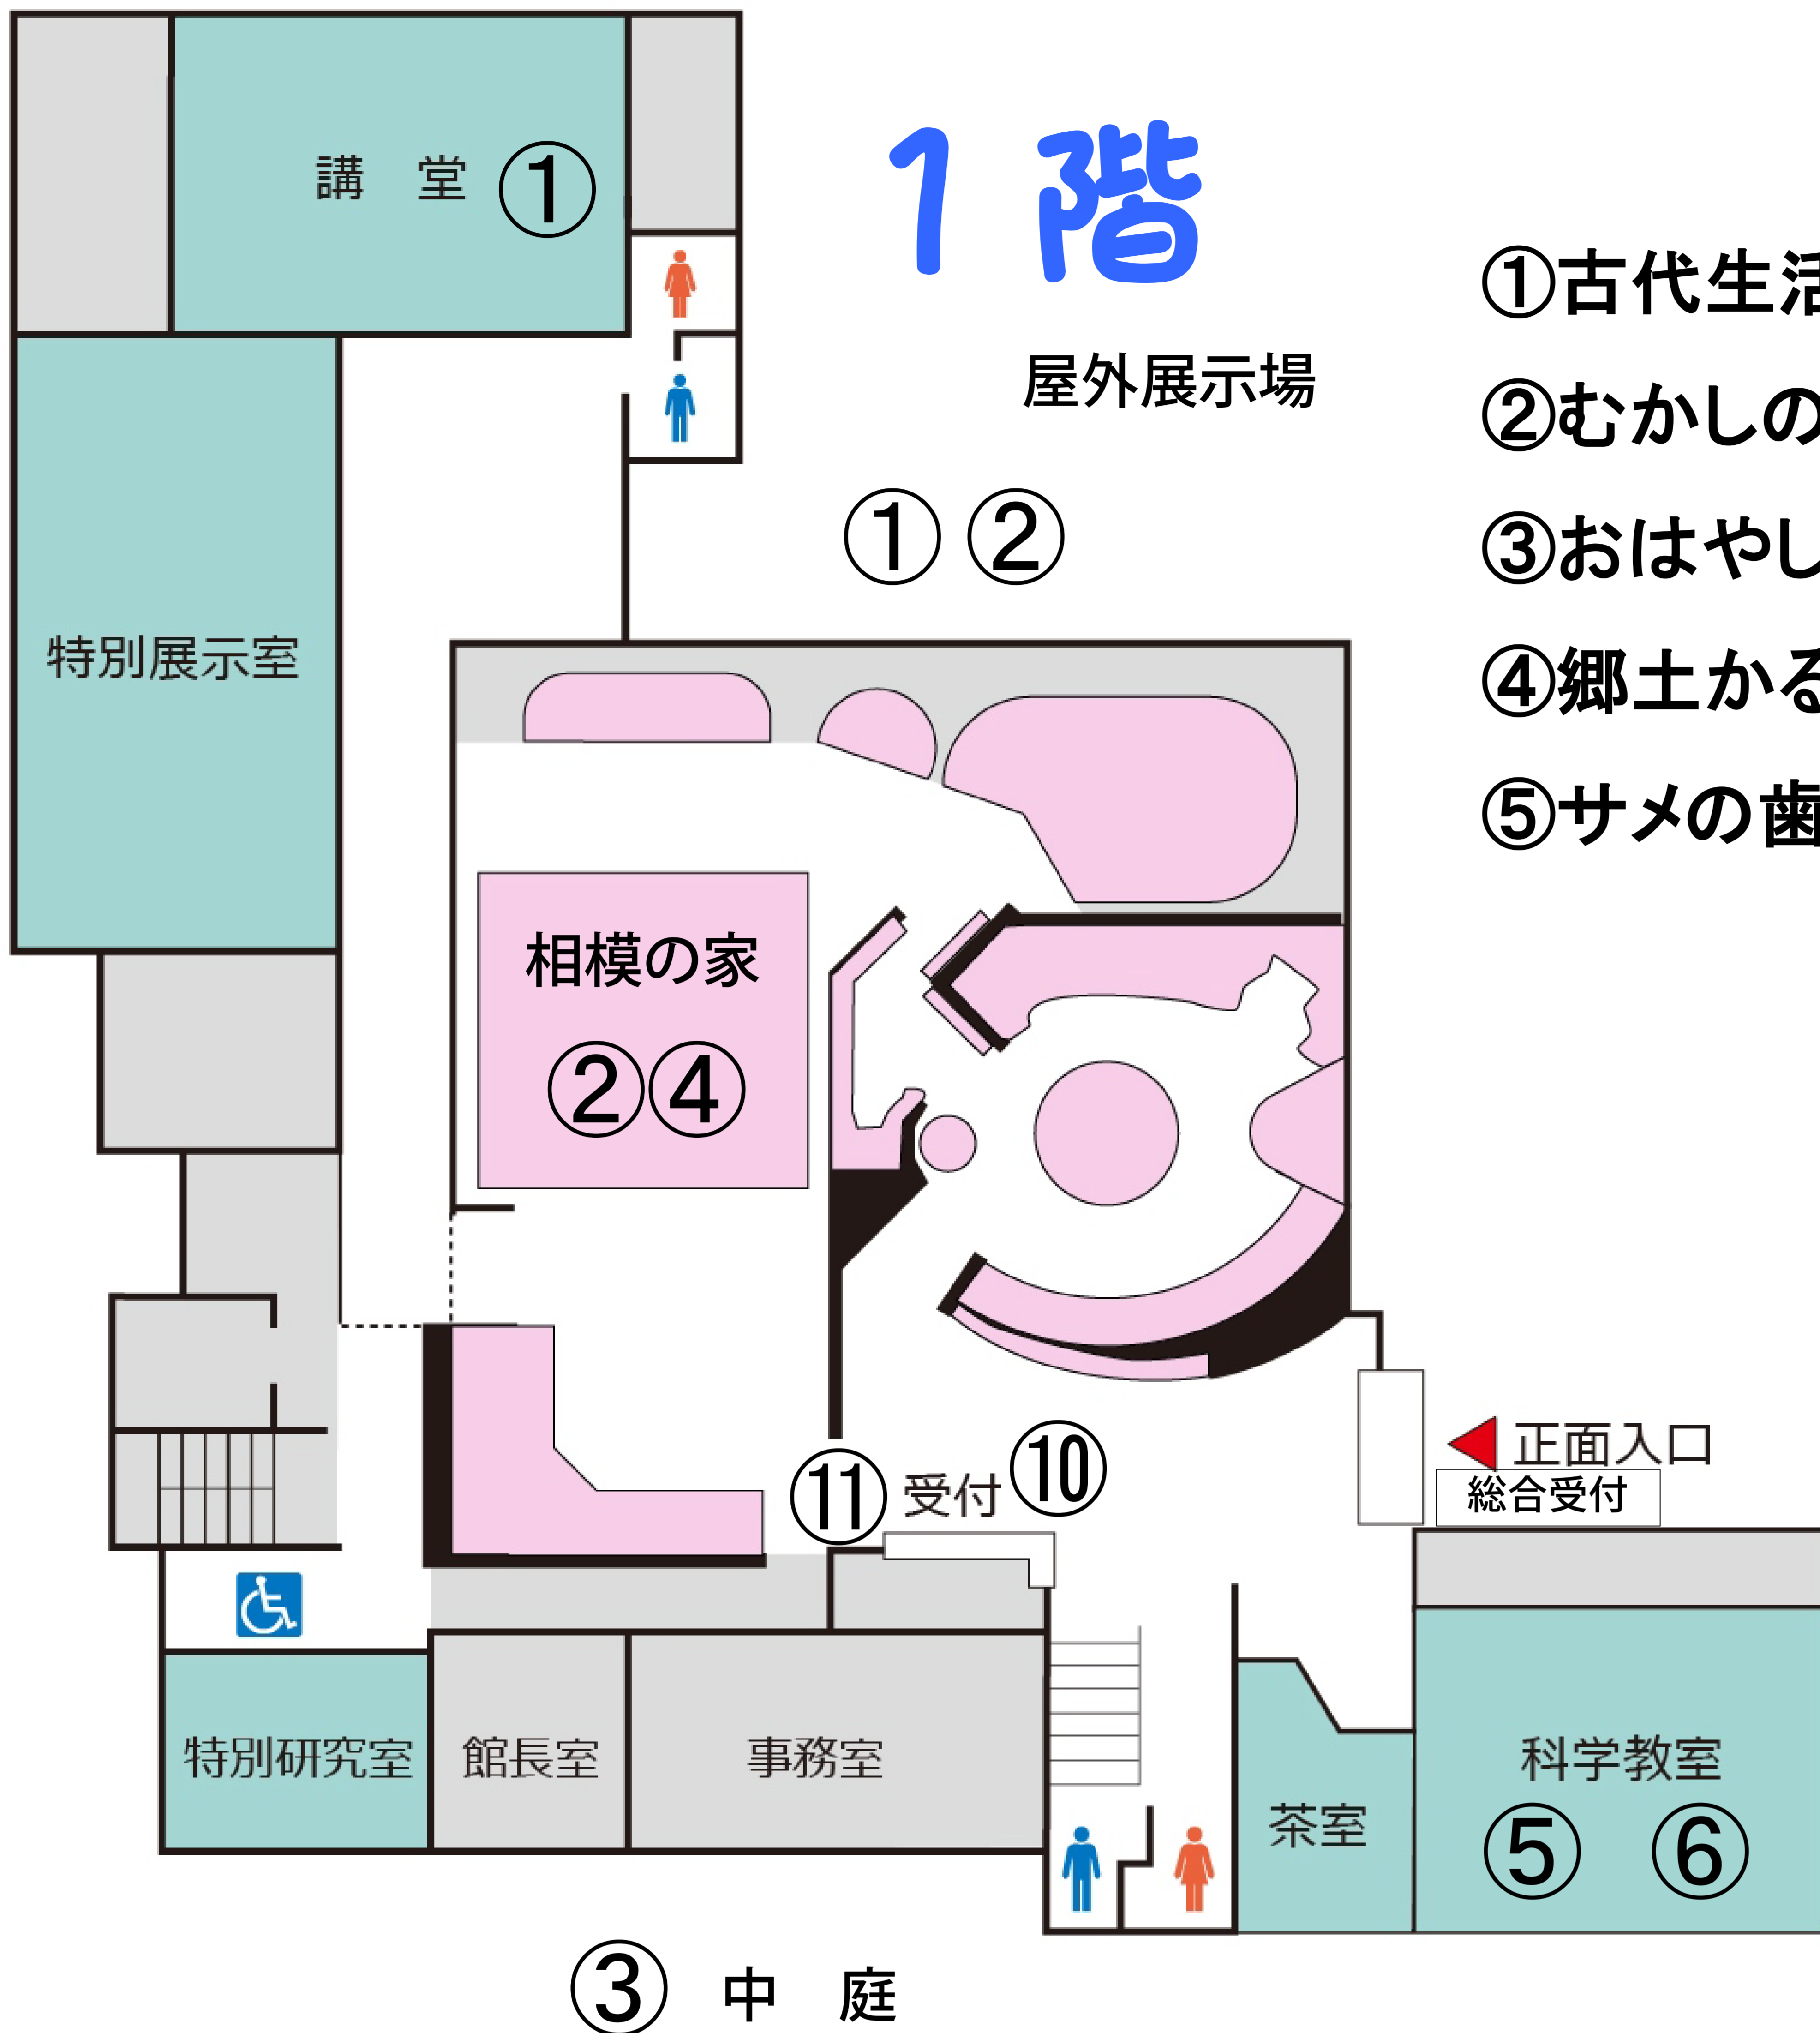 1 階
講 堂 ①
屋外展示場
① ②
①古代生活
②むかしの
③おはやし
④郷土かる
⑤サメの歯
特別展示室
相模の家
②④
⑪ 受付 ⑩
正面入口
総合受付
特別研究室
館長室
事務室
茶室
科学教室
⑤ ⑥
③ 中 庭